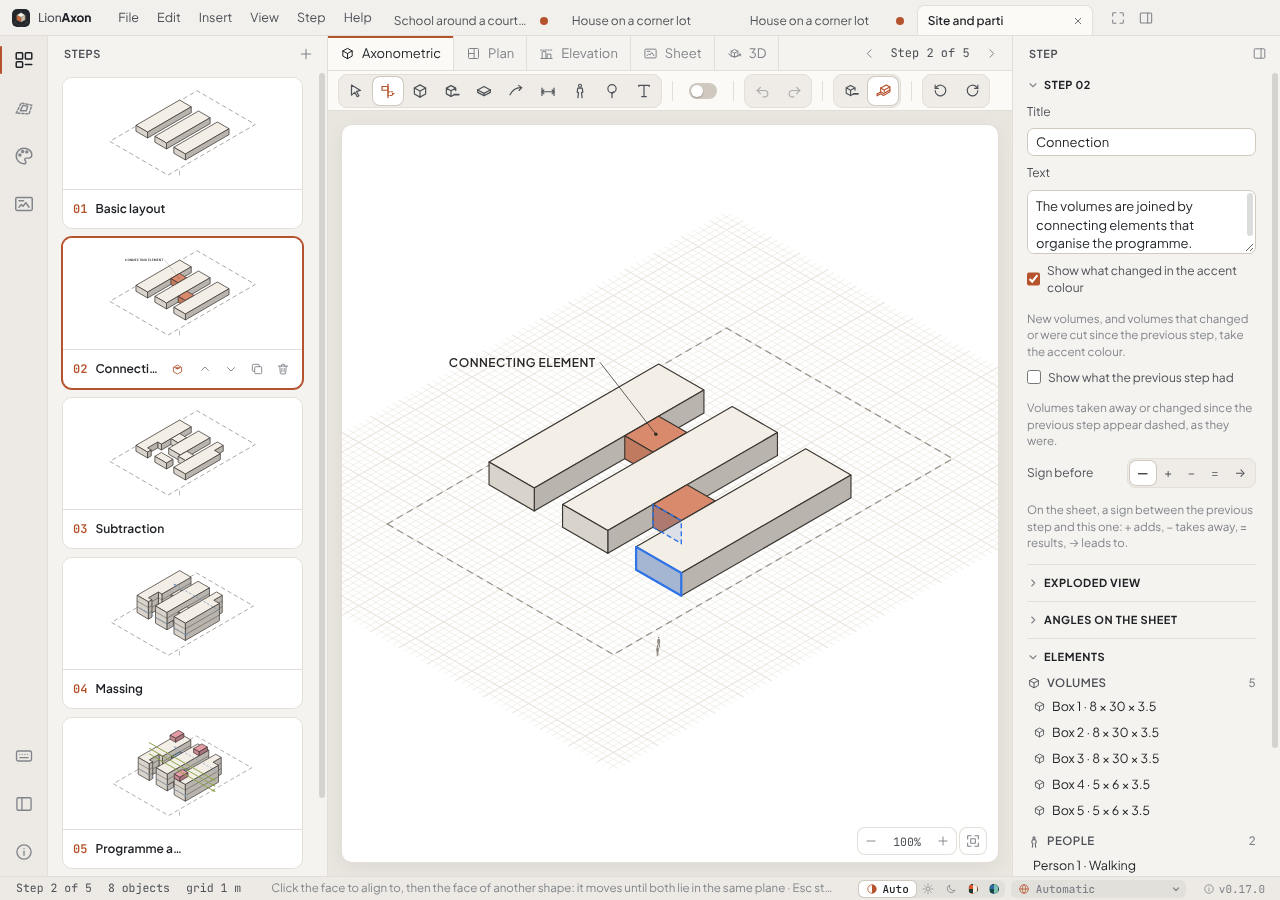 LionAxon
File
Edit
Insert
View
Step
Help
School around a court…
House on a corner lot
House on a corner lot
Site and parti
STEPS
Axonometric
Plan
Elevation
Sheet
3D
Step 2 of 5
STEP
STEP 02
Title
Connection
Text
The volumes are joined by
connecting elements that
organise the programme.
Show what changed in the accent
colour
New volumes, and volumes that changed
or were cut since the previous step, take
the accent colour.
Show what the previous step had
Volumes taken away or changed since the
previous step appear dashed, as they
were.
Sign before
— + − = →
On the sheet, a sign between the previous
step and this one: + adds, − takes away, =
results, → leads to.
EXPLODED VIEW
ANGLES ON THE SHEET
ELEMENTS
VOLUMES 5
Box 1 · 8 × 30 × 3.5
Box 2 · 8 × 30 × 3.5
Box 3 · 8 × 30 × 3.5
Box 4 · 5 × 6 × 3.5
Box 5 · 5 × 6 × 3.5
PEOPLE 2
Person 1 · Walking
01 Basic layout
CONNECTING ELEMENT
02 Connecti…
03 Subtraction
04 Massing
05 Programme a…
CONNECTING ELEMENT
100%
Step 2 of 5
8 objects
grid 1 m
Click the face to align to, then the face of another shape: it moves until both lie in the same plane · Esc st…
Auto
Automatic
v0.17.0